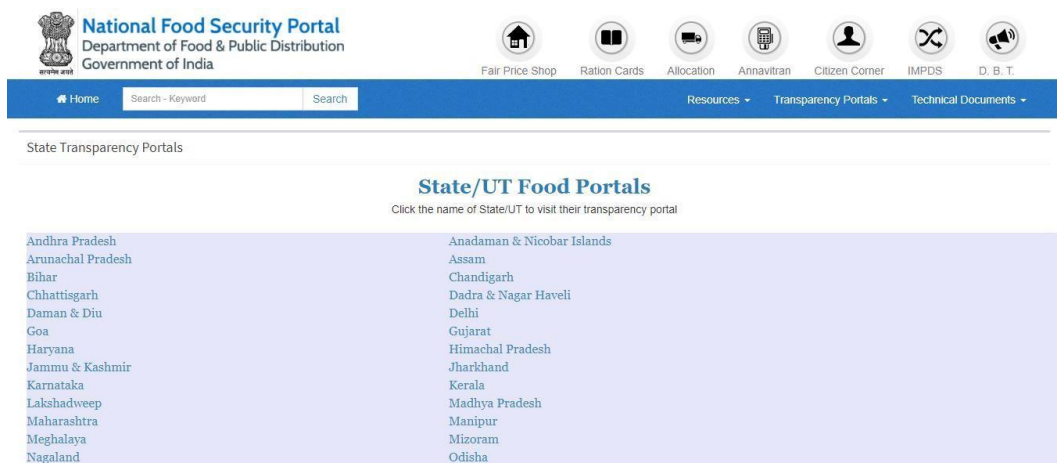 National Food Security Portal
Department of Food & Public Distribution
Government of India
सत्यमेव जयते
Fair Price Shop
Ration Cards
Allocation
Annavitran
Citizen Corner
IMPDS
D. B. T.
Home
Search - Keyword
Search
Resources
Transparency Portals
Technical Documents
State Transparency Portals
State/UT Food Portals
Click the name of State/UT to visit their transparency portal
Andhra Pradesh
Anadaman & Nicobar Islands
Arunachal Pradesh
Assam
Bihar
Chandigarh
Chhattisgarh
Dadra & Nagar Haveli
Daman & Diu
Delhi
Goa
Gujarat
Haryana
Himachal Pradesh
Jammu & Kashmir
Jharkhand
Karnataka
Kerala
Lakshadweep
Madhya Pradesh
Maharashtra
Manipur
Meghalaya
Mizoram
Nagaland
Odisha